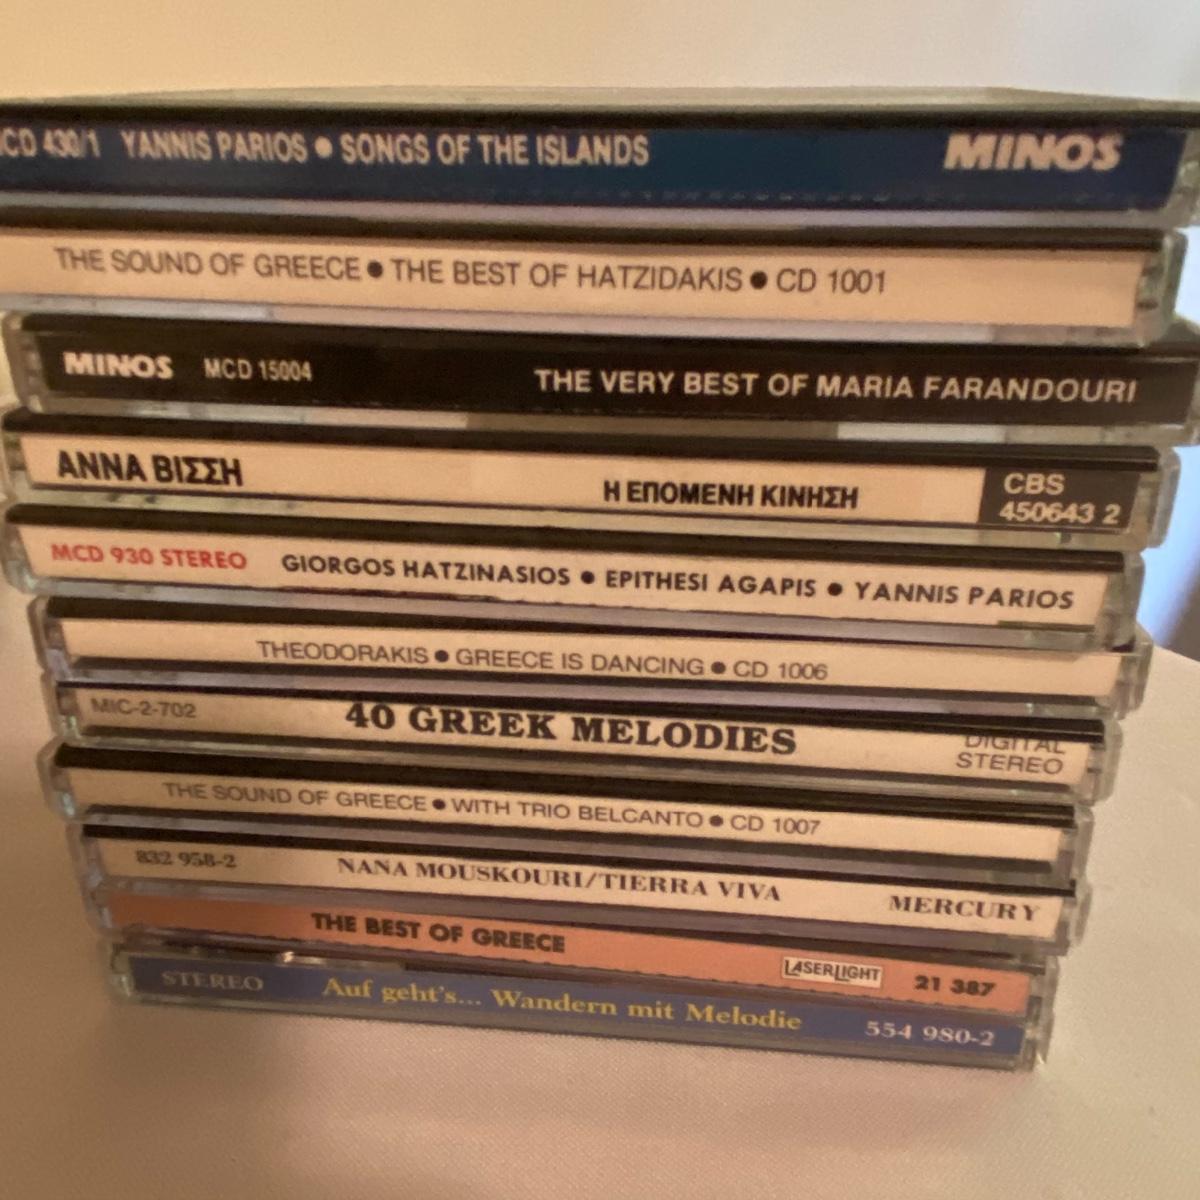 MCD 430/1 YANNIS PARIOS • SONGS OF THE ISLANDS MINOS
THE SOUND OF GREECE • THE BEST OF HATZIDAKIS • CD 1001
MINOS MCD 15004 THE VERY BEST OF MARIA FARANDOURI
ΑΝΝΑ ΒΙΣΣΗ Η ΕΠΟΜΕΝΗ ΚΙΝΗΣΗ CBS
450643 2
MCD 930 STEREO GIORGOS HATZINASIOS • EPITHESI AGAPIS • YANNIS PARIOS
THEODORAKIS • GREECE IS DANCING • CD 1006
MIC-2-702 40 GREEK MELODIES DIGITAL
STEREO
THE SOUND OF GREECE • WITH TRIO BELCANTO • CD 1007
832 958-2 NANA MOUSKOURI/TIERRA VIVA MERCURY
THE BEST OF GREECE LASERLIGHT 21 387
STEREO Auf geht's... Wandern mit Melodie 554 980-2